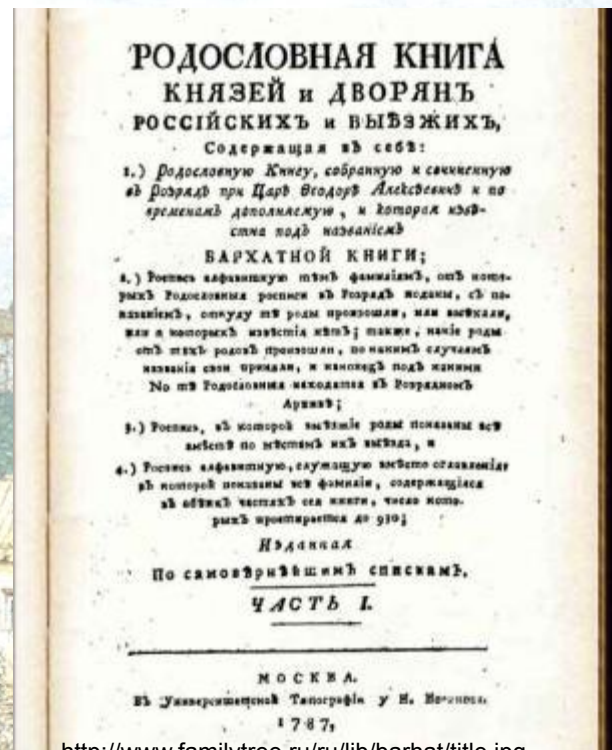 РОДОСЛОВНАЯ КНИГА
КНЯЗЕЙ и ДВОРЯНЪ
РОССІЙСКИХЪ и ВЫѢЗЖИХЪ,
Содержащая въ себѣ:
1.) Родословную Книгу, собранную и сочиненную
въ Розрядѣ при Царѣ Ѳеодорѣ Алексѣевичѣ и по
временамъ дополняемую, и которая извѣ-
стна подъ названіемъ
БАРХАТНОЙ КНИГИ;
2.) Роспись алфавитную тѣмъ фамиліямъ, отъ кото-
рыхъ Родословныя росписи въ Розрядъ поданы, съ по-
казаніемъ, откуду тѣ роды произошли, или выѣхали,
или о которыхъ извѣстія нѣтъ; также, какіе роды
отъ тѣхъ родовъ произошли, по какимъ случаямъ
названія свои приняли, и наконецъ подъ какими
No тѣ Родословныя находятся въ Розрядномъ
Архивѣ;
3.) Роспись, въ которой выѣзжіе роды показаны всѣ
вмѣстѣ по мѣстамъ ихъ выѣзда, и
4.) Роспись алфавитную, служащую вмѣсто оглавленія,
въ которой показаны всѣ фамиліи, содержащіяся
въ обѣихъ частяхъ сея книги, число кото-
рыхъ простирается до 930;
Изданная
По самовѣрнѣйшимъ спискамъ.
ЧАСТЬ I.
МОСКВА.
Въ Университетской Типографіи у Н. Новикова,
1787,
http://www.familytree.ru/ru/lib/barhat/title.jpg